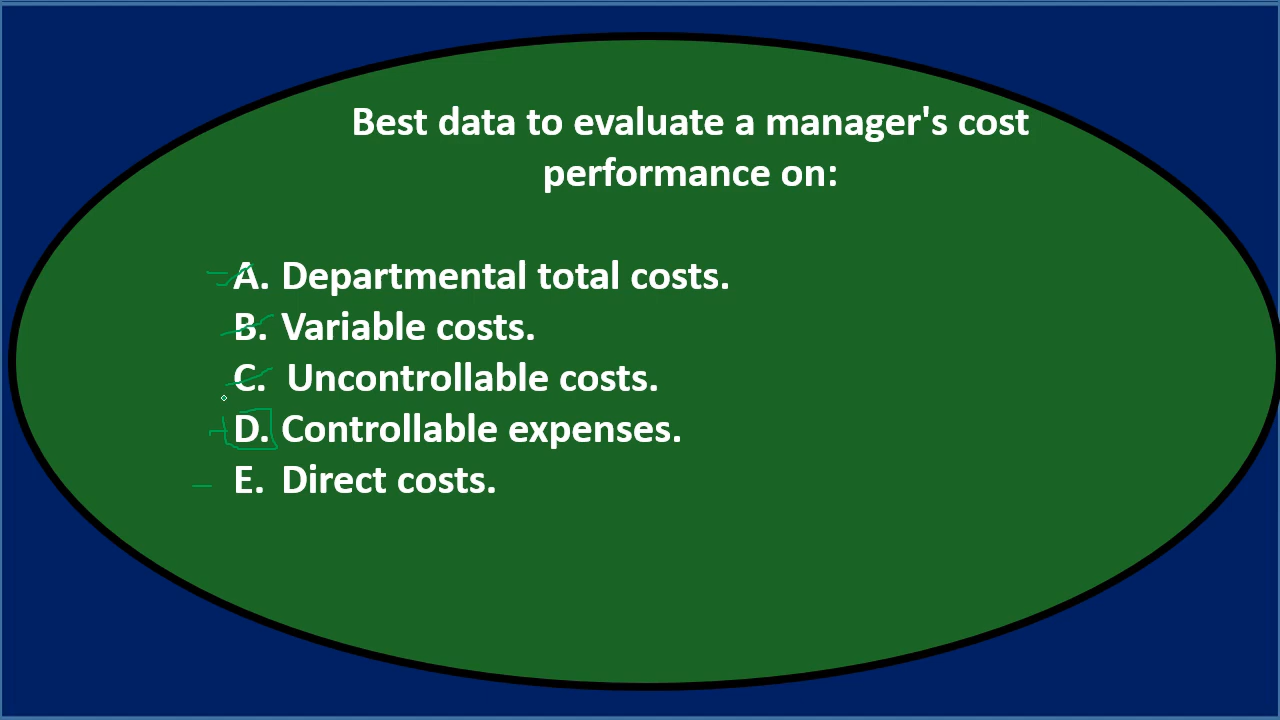 Best data to evaluate a manager's cost
performance on:
A. Departmental total costs.
B. Variable costs.
C. Uncontrollable costs.
D. Controllable expenses.
E. Direct costs.